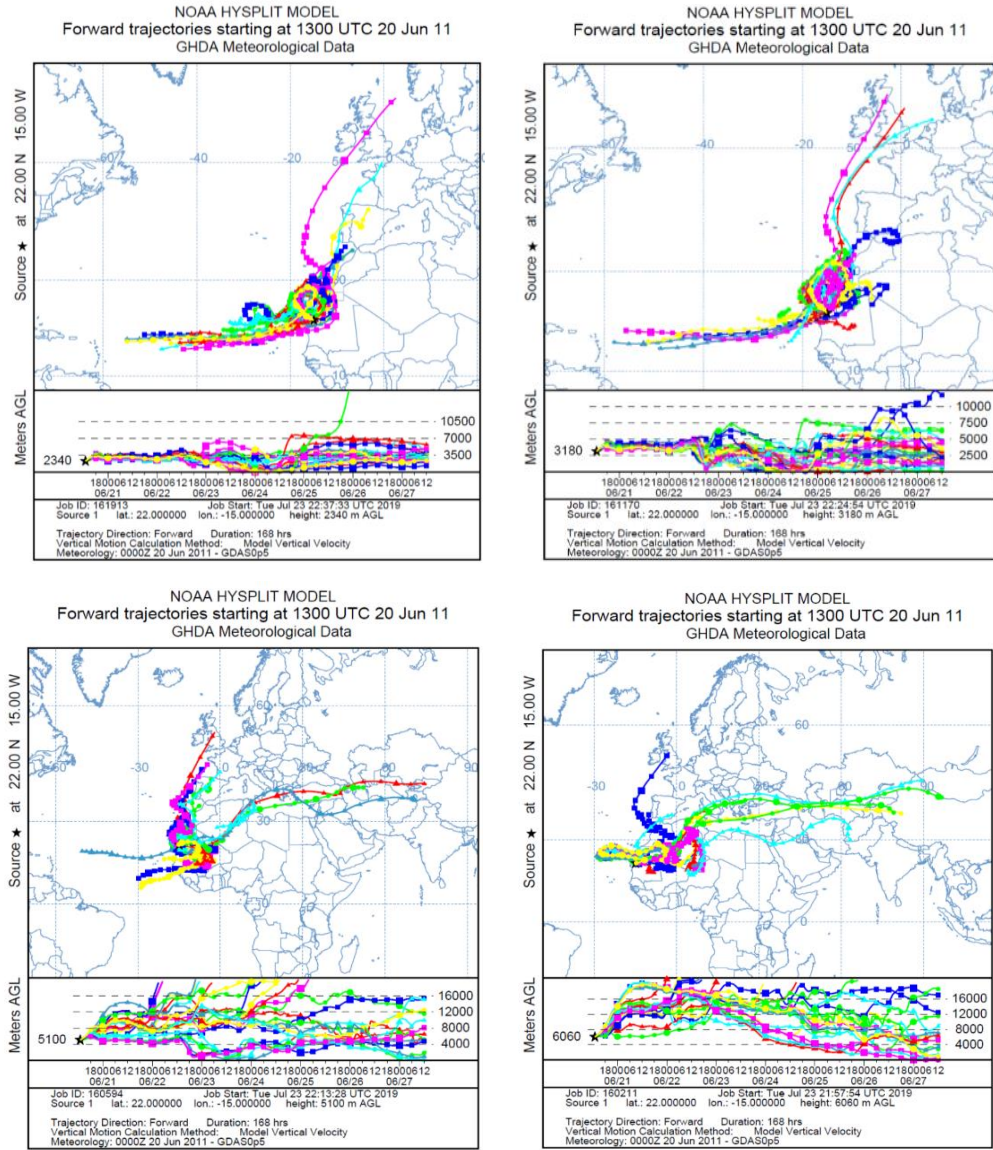 NOAA HYSPLIT MODEL
Forward trajectories starting at 1300 UTC 20 Jun 11
GHDA Meteorological Data
Source ★ at 22.00 N 15.00 W
-40
-20
0
50
Meters AGL
2340
10500
7000
3500
18000612180006121800061218000612180006121800061218000612
06/21 06/22 06/23 06/24 06/25 06/26 06/27
Job ID: 161913 Job Start: Tue Jul 23 22:37:33 UTC 2019
Source 1 lat.: 22.000000 lon.: -15.000000 height: 2340 m AGL
Trajectory Direction: Forward Duration: 168 hrs
Vertical Motion Calculation Method: Model Vertical Velocity
Meteorology: 0000Z 20 Jun 2011 - GDAS0p5
NOAA HYSPLIT MODEL
Forward trajectories starting at 1300 UTC 20 Jun 11
GHDA Meteorological Data
Source ★ at 22.00 N 15.00 W
-40
-20
50
10
Meters AGL
3180
10000
7500
5000
2500
18000612180006121800061218000612180006121800061218000612
06/21 06/22 06/23 06/24 06/25 06/26 06/27
Job ID: 161170 Job Start: Tue Jul 23 22:24:54 UTC 2019
Source 1 lat.: 22.000000 lon.: -15.000000 height: 3180 m AGL
Trajectory Direction: Forward Duration: 168 hrs
Vertical Motion Calculation Method: Model Vertical Velocity
Meteorology: 0000Z 20 Jun 2011 - GDAS0p5
NOAA HYSPLIT MODEL
Forward trajectories starting at 1300 UTC 20 Jun 11
GHDA Meteorological Data
Source ★ at 22.00 N 15.00 W
60
-30
0
Meters AGL
5100
16000
12000
8000
4000
18000612180006121800061218000612180006121800061218000612
06/21 06/22 06/23 06/24 06/25 06/26 06/27
Job ID: 160594 Job Start: Tue Jul 23 22:13:28 UTC 2019
Source 1 lat.: 22.000000 lon.: -15.000000 height: 5100 m AGL
Trajectory Direction: Forward Duration: 168 hrs
Vertical Motion Calculation Method: Model Vertical Velocity
Meteorology: 0000Z 20 Jun 2011 - GDAS0p5
NOAA HYSPLIT MODEL
Forward trajectories starting at 1300 UTC 20 Jun 11
GHDA Meteorological Data
Source ★ at 22.00 N 15.00 W
60
-30
0
Meters AGL
6060
16000
12000
8000
4000
18000612180006121800061218000612180006121800061218000612
06/21 06/22 06/23 06/24 06/25 06/26 06/27
Job ID: 160211 Job Start: Tue Jul 23 21:57:54 UTC 2019
Source 1 lat.: 22.000000 lon.: -15.000000 height: 6060 m AGL
Trajectory Direction: Forward Duration: 168 hrs
Vertical Motion Calculation Method: Model Vertical Velocity
Meteorology: 0000Z 20 Jun 2011 - GDAS0p5